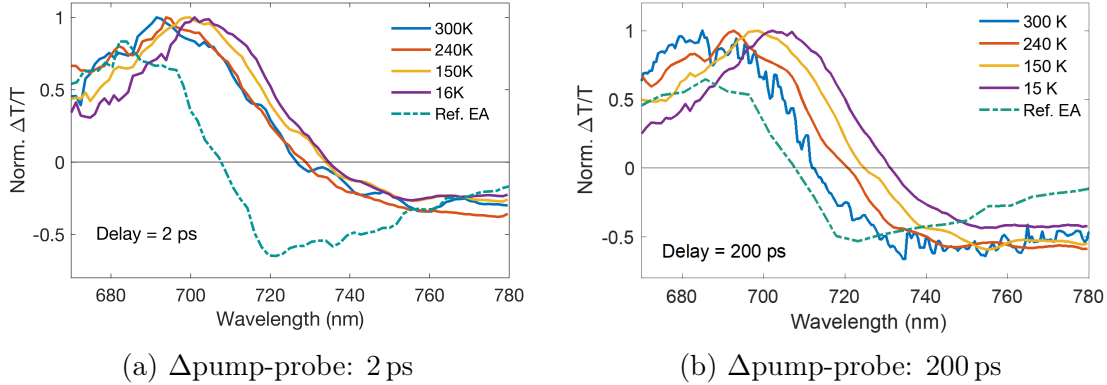 Norm. ΔT/T
1
0.5
0
-0.5
300K
240K
150K
16K
Ref. EA
Delay = 2 ps
680 700 720 740 760 780
Wavelength (nm)
(a) Δpump-probe: 2 ps
Norm. ΔT/T
1
0.5
0
-0.5
300 K
240 K
150 K
15 K
Ref. EA
Delay = 200 ps
680 700 720 740 760 780
Wavelength (nm)
(b) Δpump-probe: 200 ps